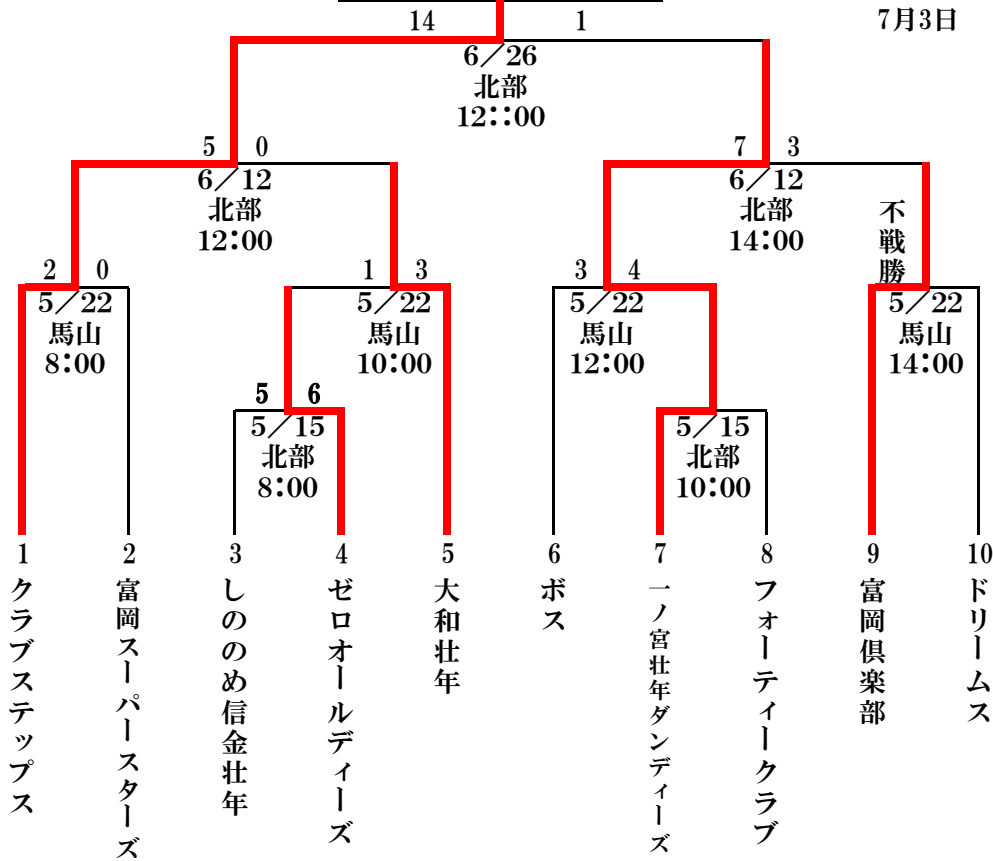 7月3日
14 1
6／26
北部
12：：00
5 0
6／12
北部
12：00
7 3
6／12
北部
14：00
不戦勝
2 0
5／22
馬山
8：00
1 3
5／22
馬山
10：00
3 4
5／22
馬山
12：00
5／22
馬山
14：00
5 6
5／15
北部
8：00
5／15
北部
10：00
1 2 3 4 5 6 7 8 9 10
クラブステップス
富岡スーパースターズ
しののめ信金壮年
ゼロオールディーズ
大和壮年
ボス
一ノ宮壮年ダンディーズ
フォーティークラブ
富岡倶楽部
ドリームス